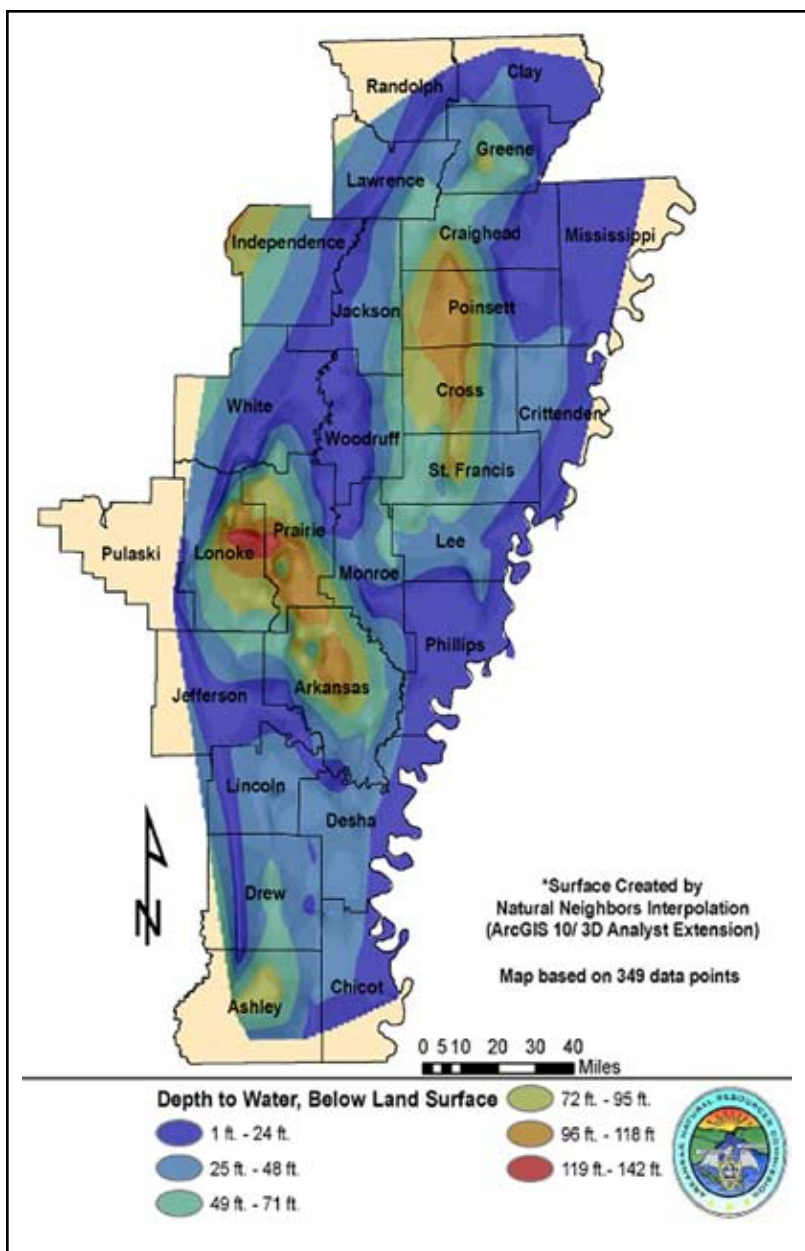 Randolph
Clay
Greene
Lawrence
Independence
Craighead
Mississippi
Jackson
Poinsett
White
Cross
Crittenden
Woodruff
St. Francis
Pulaski
Lonoke
Prairie
Lee
Monroe
Phillips
Jefferson
Arkansas
Lincoln
Desha
Drew
Ashley
Chicot
N
*Surface Created by
Natural Neighbors Interpolation
(ArcGIS 10/ 3D Analyst Extension)
Map based on 349 data points
0 5 10 20 30 40
Miles
Depth to Water, Below Land Surface
1 ft. - 24 ft.
25 ft. - 48 ft.
49 ft. - 71 ft.
72 ft. - 95 ft.
96 ft. - 118 ft
119 ft.- 142 ft.
ARKANSAS NATURAL RESOURCES COMMISSION